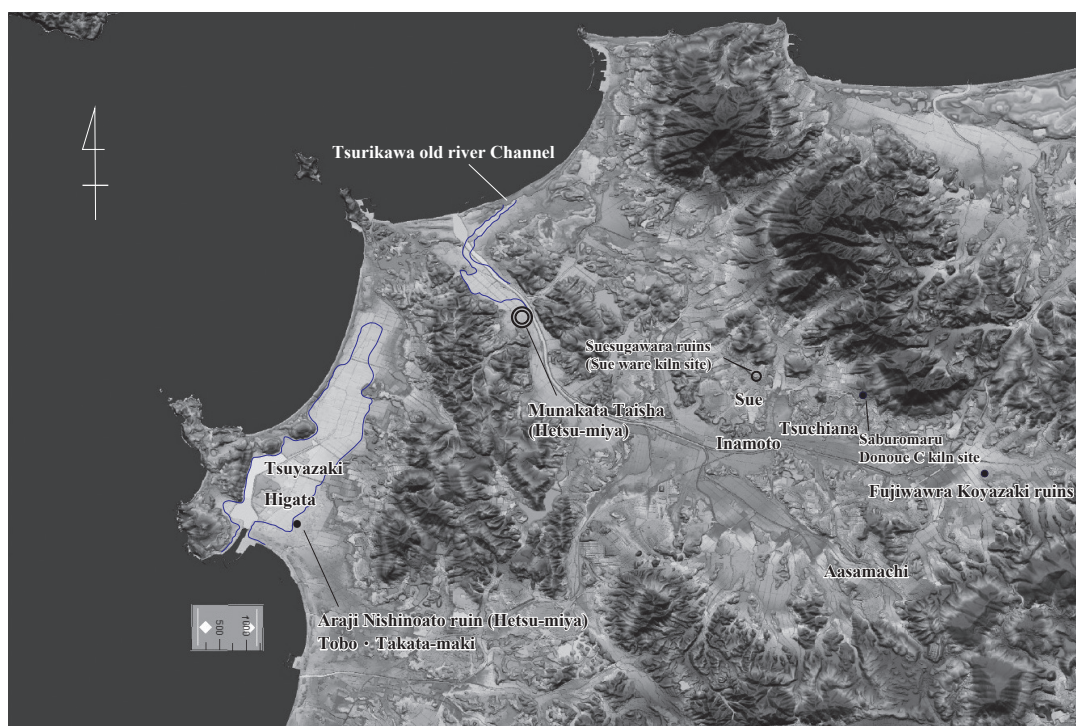 Tsurikawa old river Channel
Suesugawara ruins
(Sue ware kiln site)
Sue
Munakata Taisha
(Hetsu-miya)
Tsuchiana
Inamoto
Saburomaru
Donoue C kiln site
Tsuyazaki
Higata
Fujiwawra Koyazaki ruins
Aasamachi
Araji Nishinoato ruin (Hetsu-miya)
Tobo・Takata-maki
500
1000